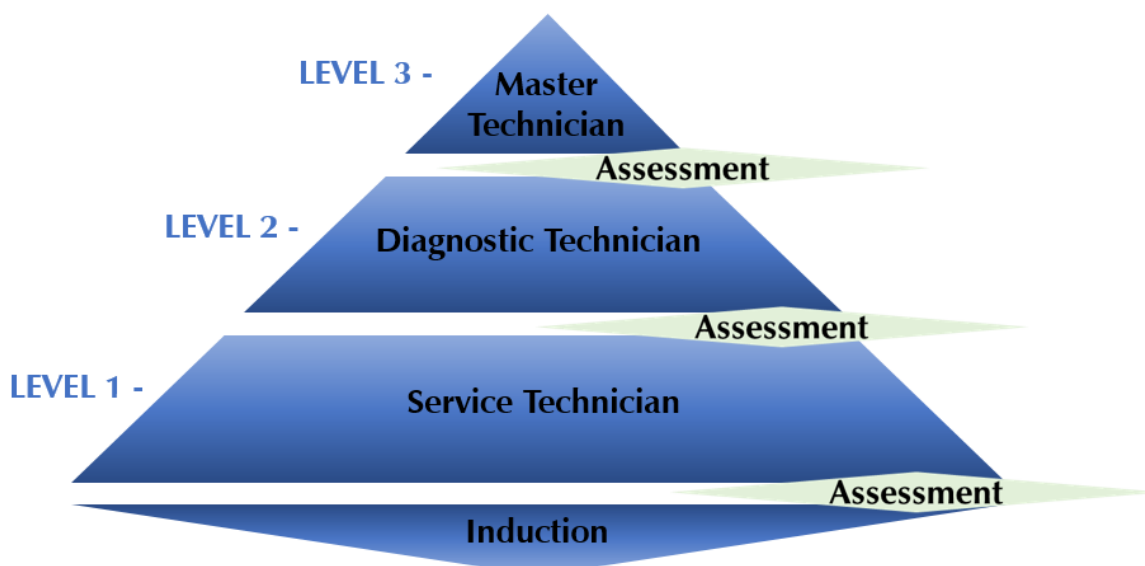 LEVEL 3 -
Master
Technician
Assessment
LEVEL 2 -
Diagnostic Technician
Assessment
LEVEL 1 -
Service Technician
Assessment
Induction